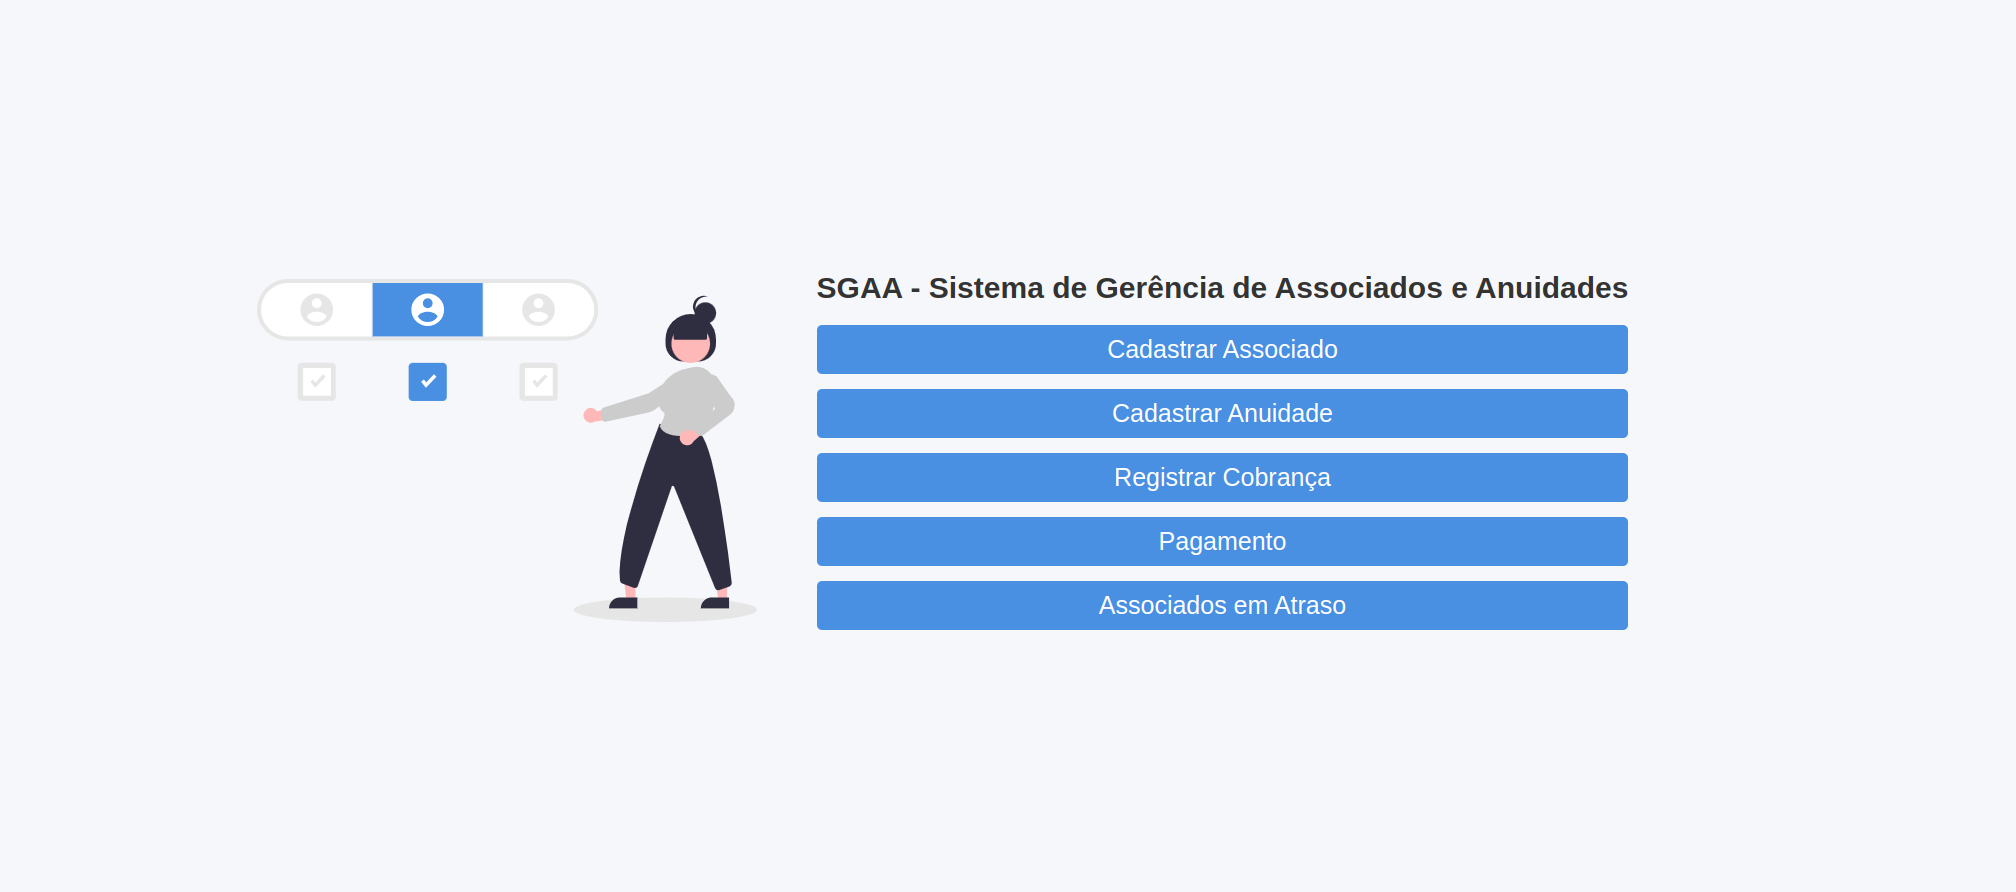 SGAA - Sistema de Gerência de Associados e Anuidades
Cadastrar Associado
Cadastrar Anuidade
Registrar Cobrança
Pagamento
Associados em Atraso